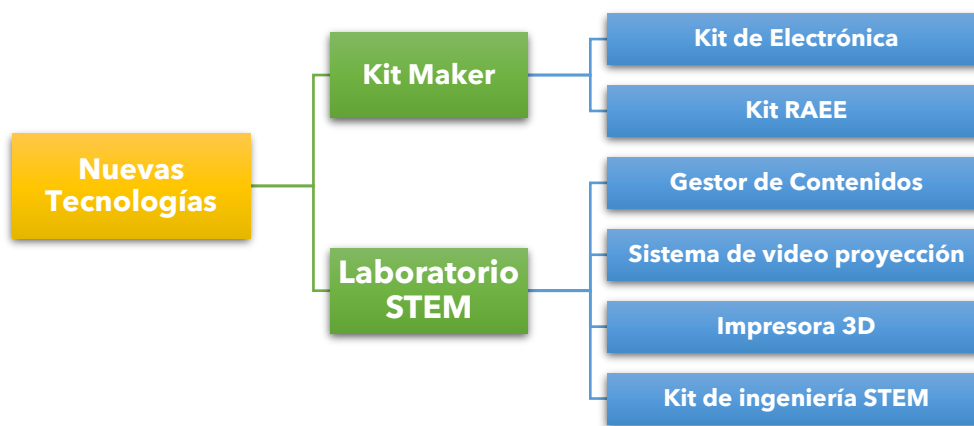 Nuevas
Tecnologías
Kit Maker
Kit de Electrónica
Kit RAEE
Laboratorio
STEM
Gestor de Contenidos
Sistema de video proyección
Impresora 3D
Kit de ingeniería STEM